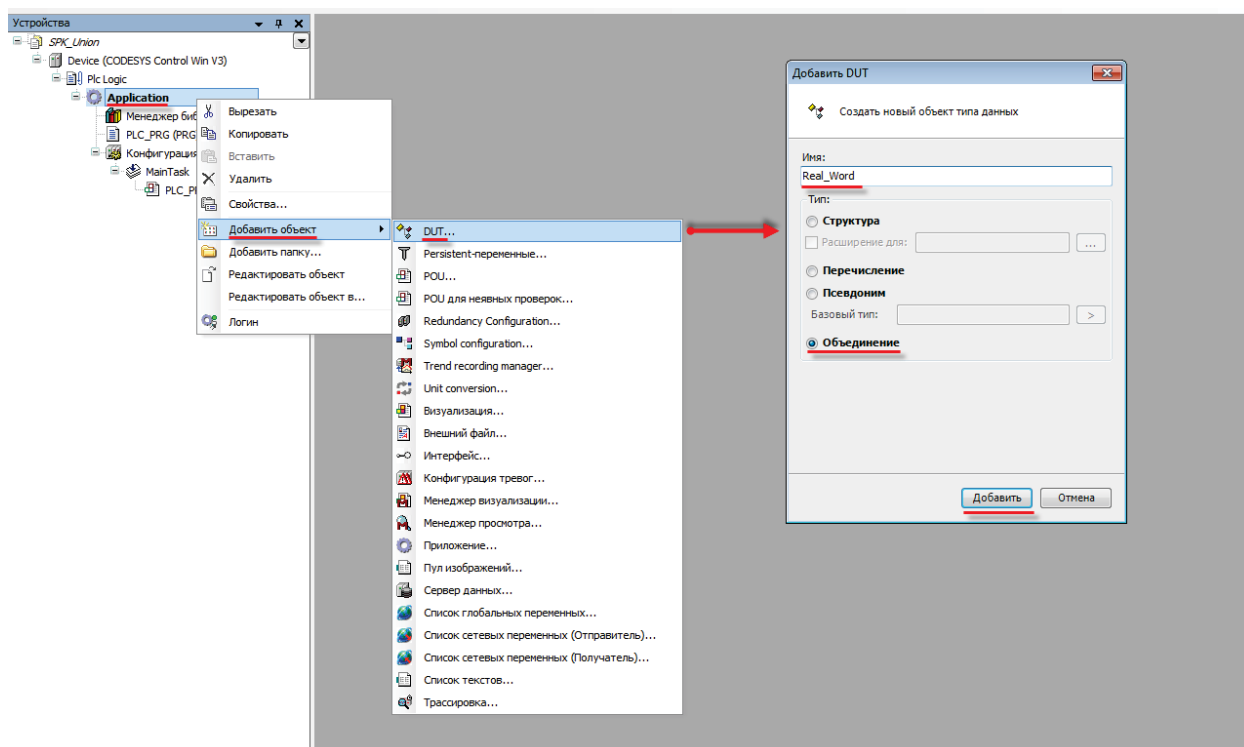 Устройства
SPK_Union
Device (CODESYS Control Win V3)
Plc Logic
Application
Менеджер биб
PLC_PRG (PRG
Конфигурация
MainTask
PLC_P
Вырезать
Копировать
Вставить
Удалить
Свойства...
Добавить объект
Добавить папку...
Редактировать объект
Редактировать объект в...
Логин
DUT...
Persistent-переменные...
POU...
POU для неявных проверок...
Redundancy Configuration...
Symbol configuration...
Trend recording manager...
Unit conversion...
Визуализация...
Внешний файл...
Интерфейс...
Конфигурация тревог...
Менеджер визуализации...
Менеджер просмотра...
Приложение...
Пул изображений...
Сервер данных...
Список глобальных переменных...
Список сетевых переменных (Отправитель)...
Список сетевых переменных (Получатель)...
Список текстов...
Трассировка...
Добавить DUT
Создать новый объект типа данных
Имя:
Real_Word
Тип:
Структура
Расширение для:
...
Перечисление
Псевдоним
Базовый тип:
>
Объединение
Добавить
Отмена